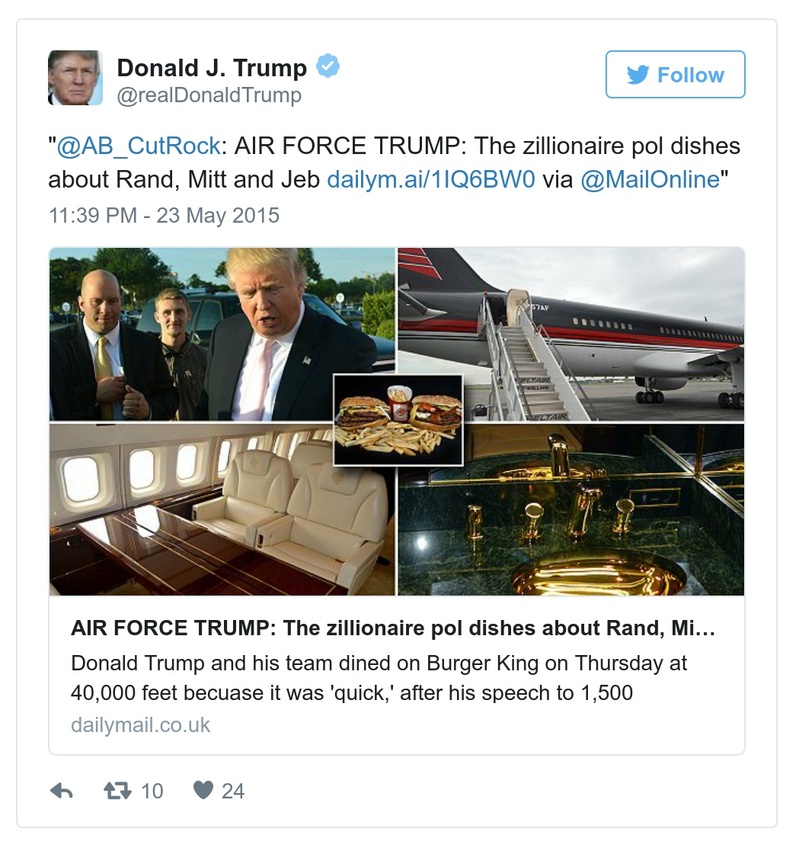 Donald J. Trump
@realDonaldTrump
Follow
"@AB_CutRock: AIR FORCE TRUMP: The zillionaire pol dishes
about Rand, Mitt and Jeb dailym.ai/1IQ6BW0 via @MailOnline"
11:39 PM - 23 May 2015
AIR FORCE TRUMP: The zillionaire pol dishes about Rand, Mi...
Donald Trump and his team dined on Burger King on Thursday at
40,000 feet becuase it was 'quick,' after his speech to 1,500
dailymail.co.uk
10
24